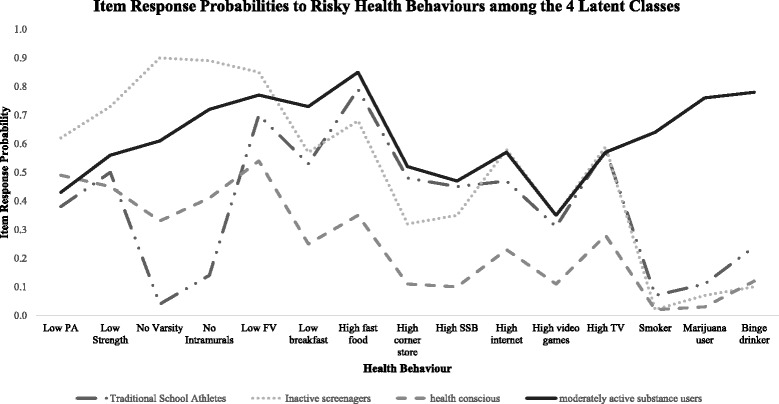 Item Response Probabilities to Risky Health Behaviours among the 4 Latent Classes
1.0
0.9
0.8
0.7
0.6
0.5
0.4
0.3
0.2
0.1
0.0
Item Response Probability
Low PA
Low
Strength
No Varsity
No
Intramurals
Low FV
Low
breakfast
High fast
food
High
corner
store
High SSB
High
internet
High video
games
High TV
Smoker
Marijuana
user
Binge
drinker
Health Behaviour
Traditional School Athletes
Inactive screenagers
health conscious
moderately active substance users